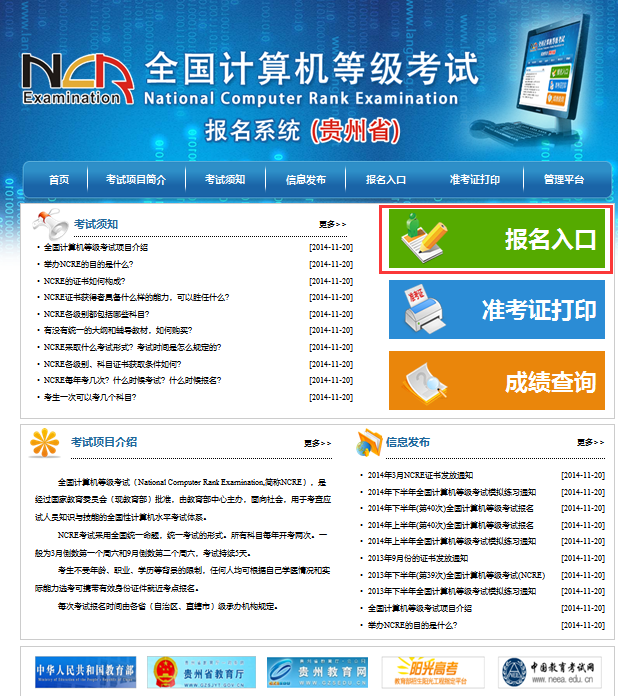 NCR
Examination
全国计算机等级考试
National Computer Rank Examination
报名系统 (贵州省)
首页 考试项目简介 考试须知 信息发布 报名入口 准考证打印 管理平台
考试须知 更多>>
• 全国计算机等级考试项目介绍 [2014-11-20]
• 举办NCRE的目的是什么? [2014-11-20]
• NCRE的证书如何构成? [2014-11-20]
• NCRE证书获得者具备什么样的能力，可以胜任什么? [2014-11-20]
• NCRE各级别都包括哪些科目? [2014-11-20]
• 有没有统一的大纲和辅导教材，如何购买? [2014-11-20]
• NCRE采取什么考试形式? 考试时间是怎么规定的? [2014-11-20]
• NCRE各级别、科目证书获取条件如何? [2014-11-20]
• NCRE每年考几次? 什么时候考试? 什么时候报名? [2014-11-20]
• 考生一次可以考几个科目? [2014-11-20]
报名入口
准考证
准考证打印
成绩查询
考试项目介绍 更多>>
全国计算机等级考试（National Computer Rank Examination,简称NCRE），是
经过国家教育委员会（现教育部）批准，由教育部中心主办，面向社会，用于考查应
试人员知识与技能的全国性计算机水平考试体系。
NCRE考试采用全国统一命题，统一考试的形式。所有科目每年开考两次。一
般为3月倒数第一个周六和9月倒数第二个周六，考试持续5天。
考生不受年龄、职业、学历等背景的限制，任何人均可根据自己学匿情况和实
际能力选考可携带有效身份证件就近考点报名。
每次考试报名时间由各省（自治区、直辖市）级承办机构规定。
信息发布 更多>>
• 2014年3月NCRE证书发放通知 [2014-11-20]
• 2014年下半年全国计算机等级考试模拟练习通知 [2014-11-20]
• 2014年下半年(第40次)全国计算机等级考试报名 [2014-11-20]
• 2014年上半年(第40次)全国计算机等级考试报名 [2014-11-20]
• 2014年上半年全国计算机等级考试模拟练习通知 [2014-11-20]
• 2013年9月份的证书发放通知 [2014-11-20]
• 2013年下半年(第39次)全国计算机等级考试(NCRE) [2014-11-20]
• 2013年下半年全国计算机等级考试模拟练习通知 [2014-11-20]
• 全国计算机等级考试项目介绍 [2014-11-20]
• 举办NCRE的目的是什么? [2014-11-20]
中华人民共和国教育部
贵州省教育厅
贵州教育网
阳光高考
教育部招生阳光工程指定平台
中国教育考试网
www.neea.edu.cn